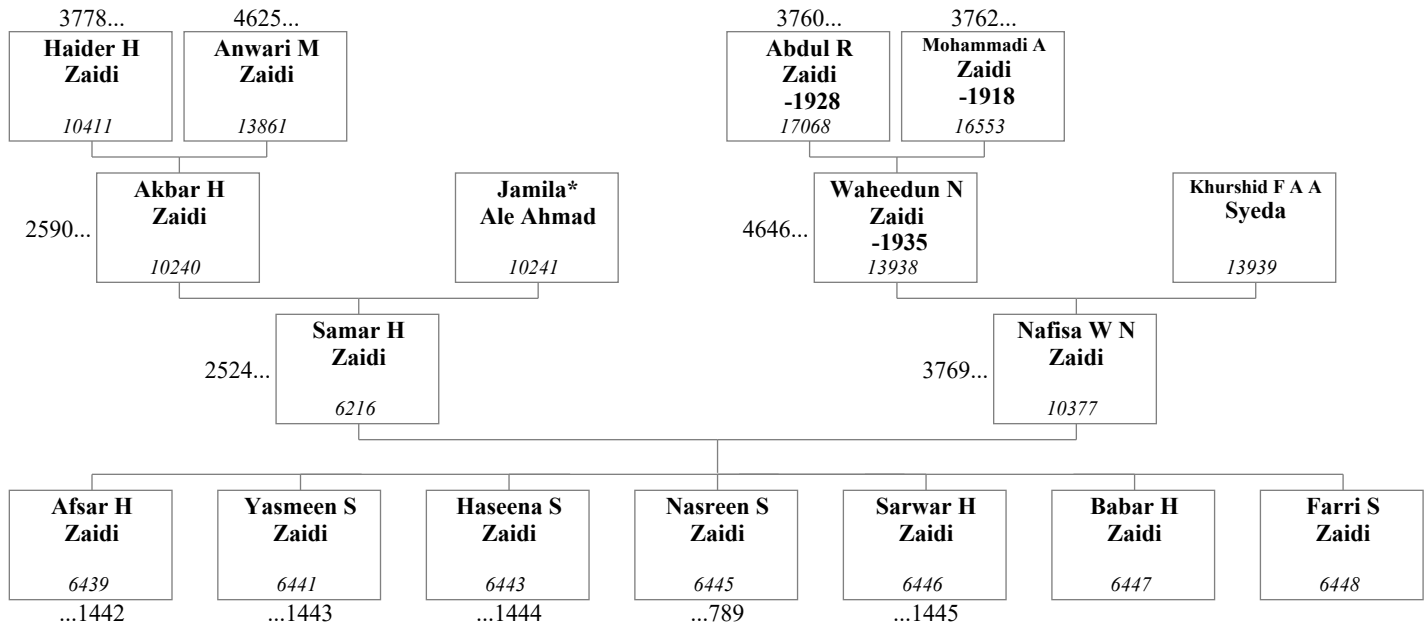 3778...
4625...
3760...
3762...
Haider H
Zaidi
10411
Anwari M
Zaidi
13861
Abdul R
Zaidi
-1928
17068
Mohammadi A
Zaidi
-1918
16553
2590...
Akbar H
Zaidi
10240
Jamila*
Ale Ahmad
10241
4646...
Waheedun N
Zaidi
-1935
13938
Khurshid F A A
Syeda
13939
2524...
Samar H
Zaidi
6216
3769...
Nafisa W N
Zaidi
10377
Afsar H
Zaidi
6439
...1442
Yasmeen S
Zaidi
6441
...1443
Haseena S
Zaidi
6443
...1444
Nasreen S
Zaidi
6445
...789
Sarwar H
Zaidi
6446
...1445
Babar H
Zaidi
6447
Farri S
Zaidi
6448